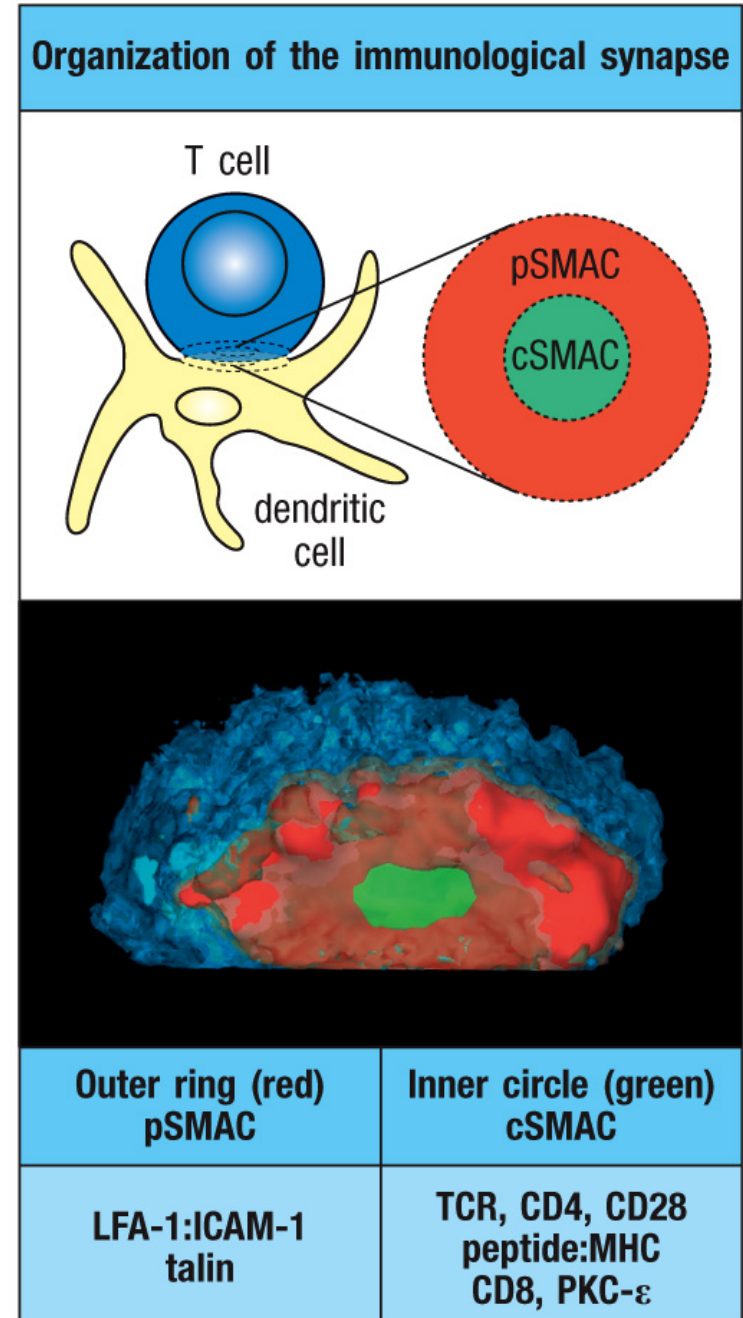 Organization of the immunological synapse
T cell
pSMAC
cSMAC
dendritic
cell
Outer ring (red)
pSMAC
Inner circle (green)
cSMAC
LFA-1:ICAM-1
talin
TCR, CD4, CD28
peptide:MHC
CD8, PKC-ε